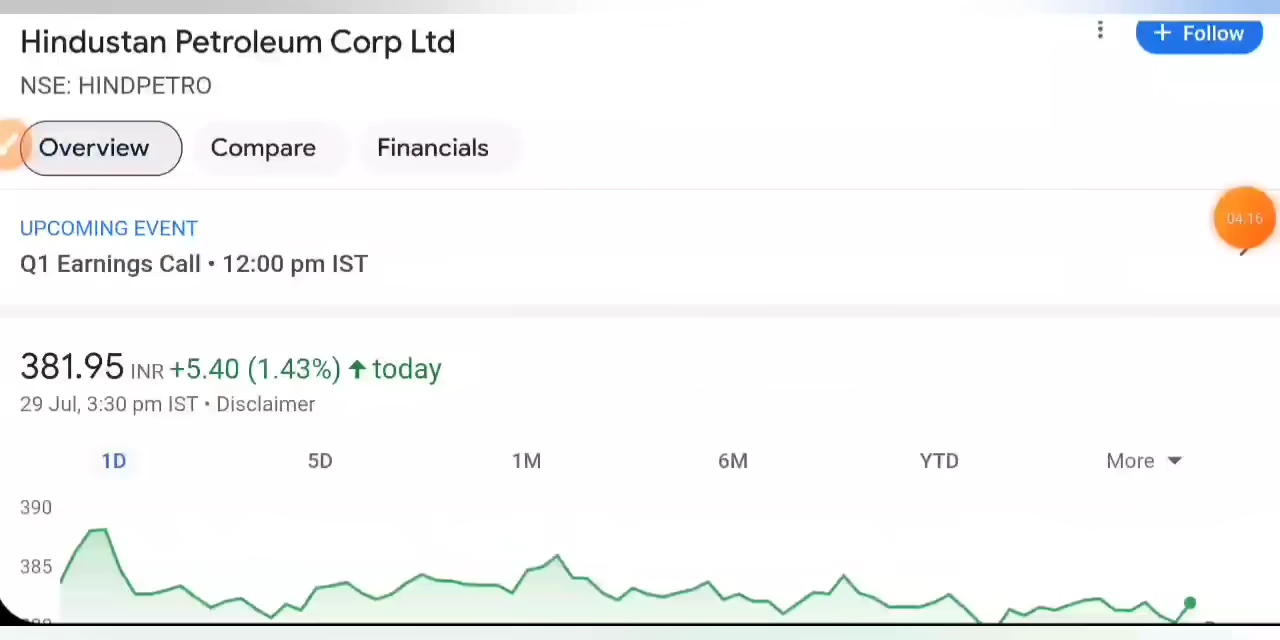 Hindustan Petroleum Corp Ltd
+ Follow
NSE: HINDPETRO
Overview Compare Financials
04:16
UPCOMING EVENT
Q1 Earnings Call • 12:00 pm IST
381.95 INR +5.40 (1.43%) ↑ today
29 Jul, 3:30 pm IST • Disclaimer
1D 5D 1M 6M YTD More
390
385